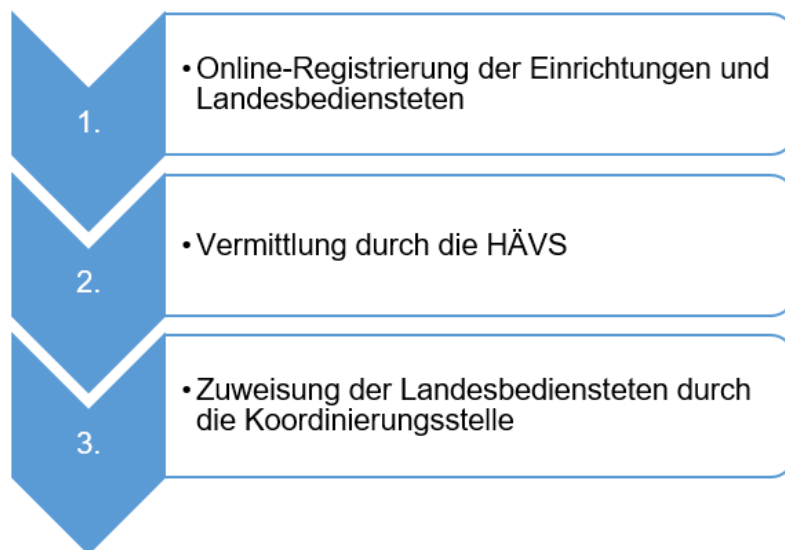 1.
• Online-Registrierung der Einrichtungen und
Landesbediensteten
2.
• Vermittlung durch die HÄVS
3.
• Zuweisung der Landesbediensteten durch
die Koordinierungsstelle